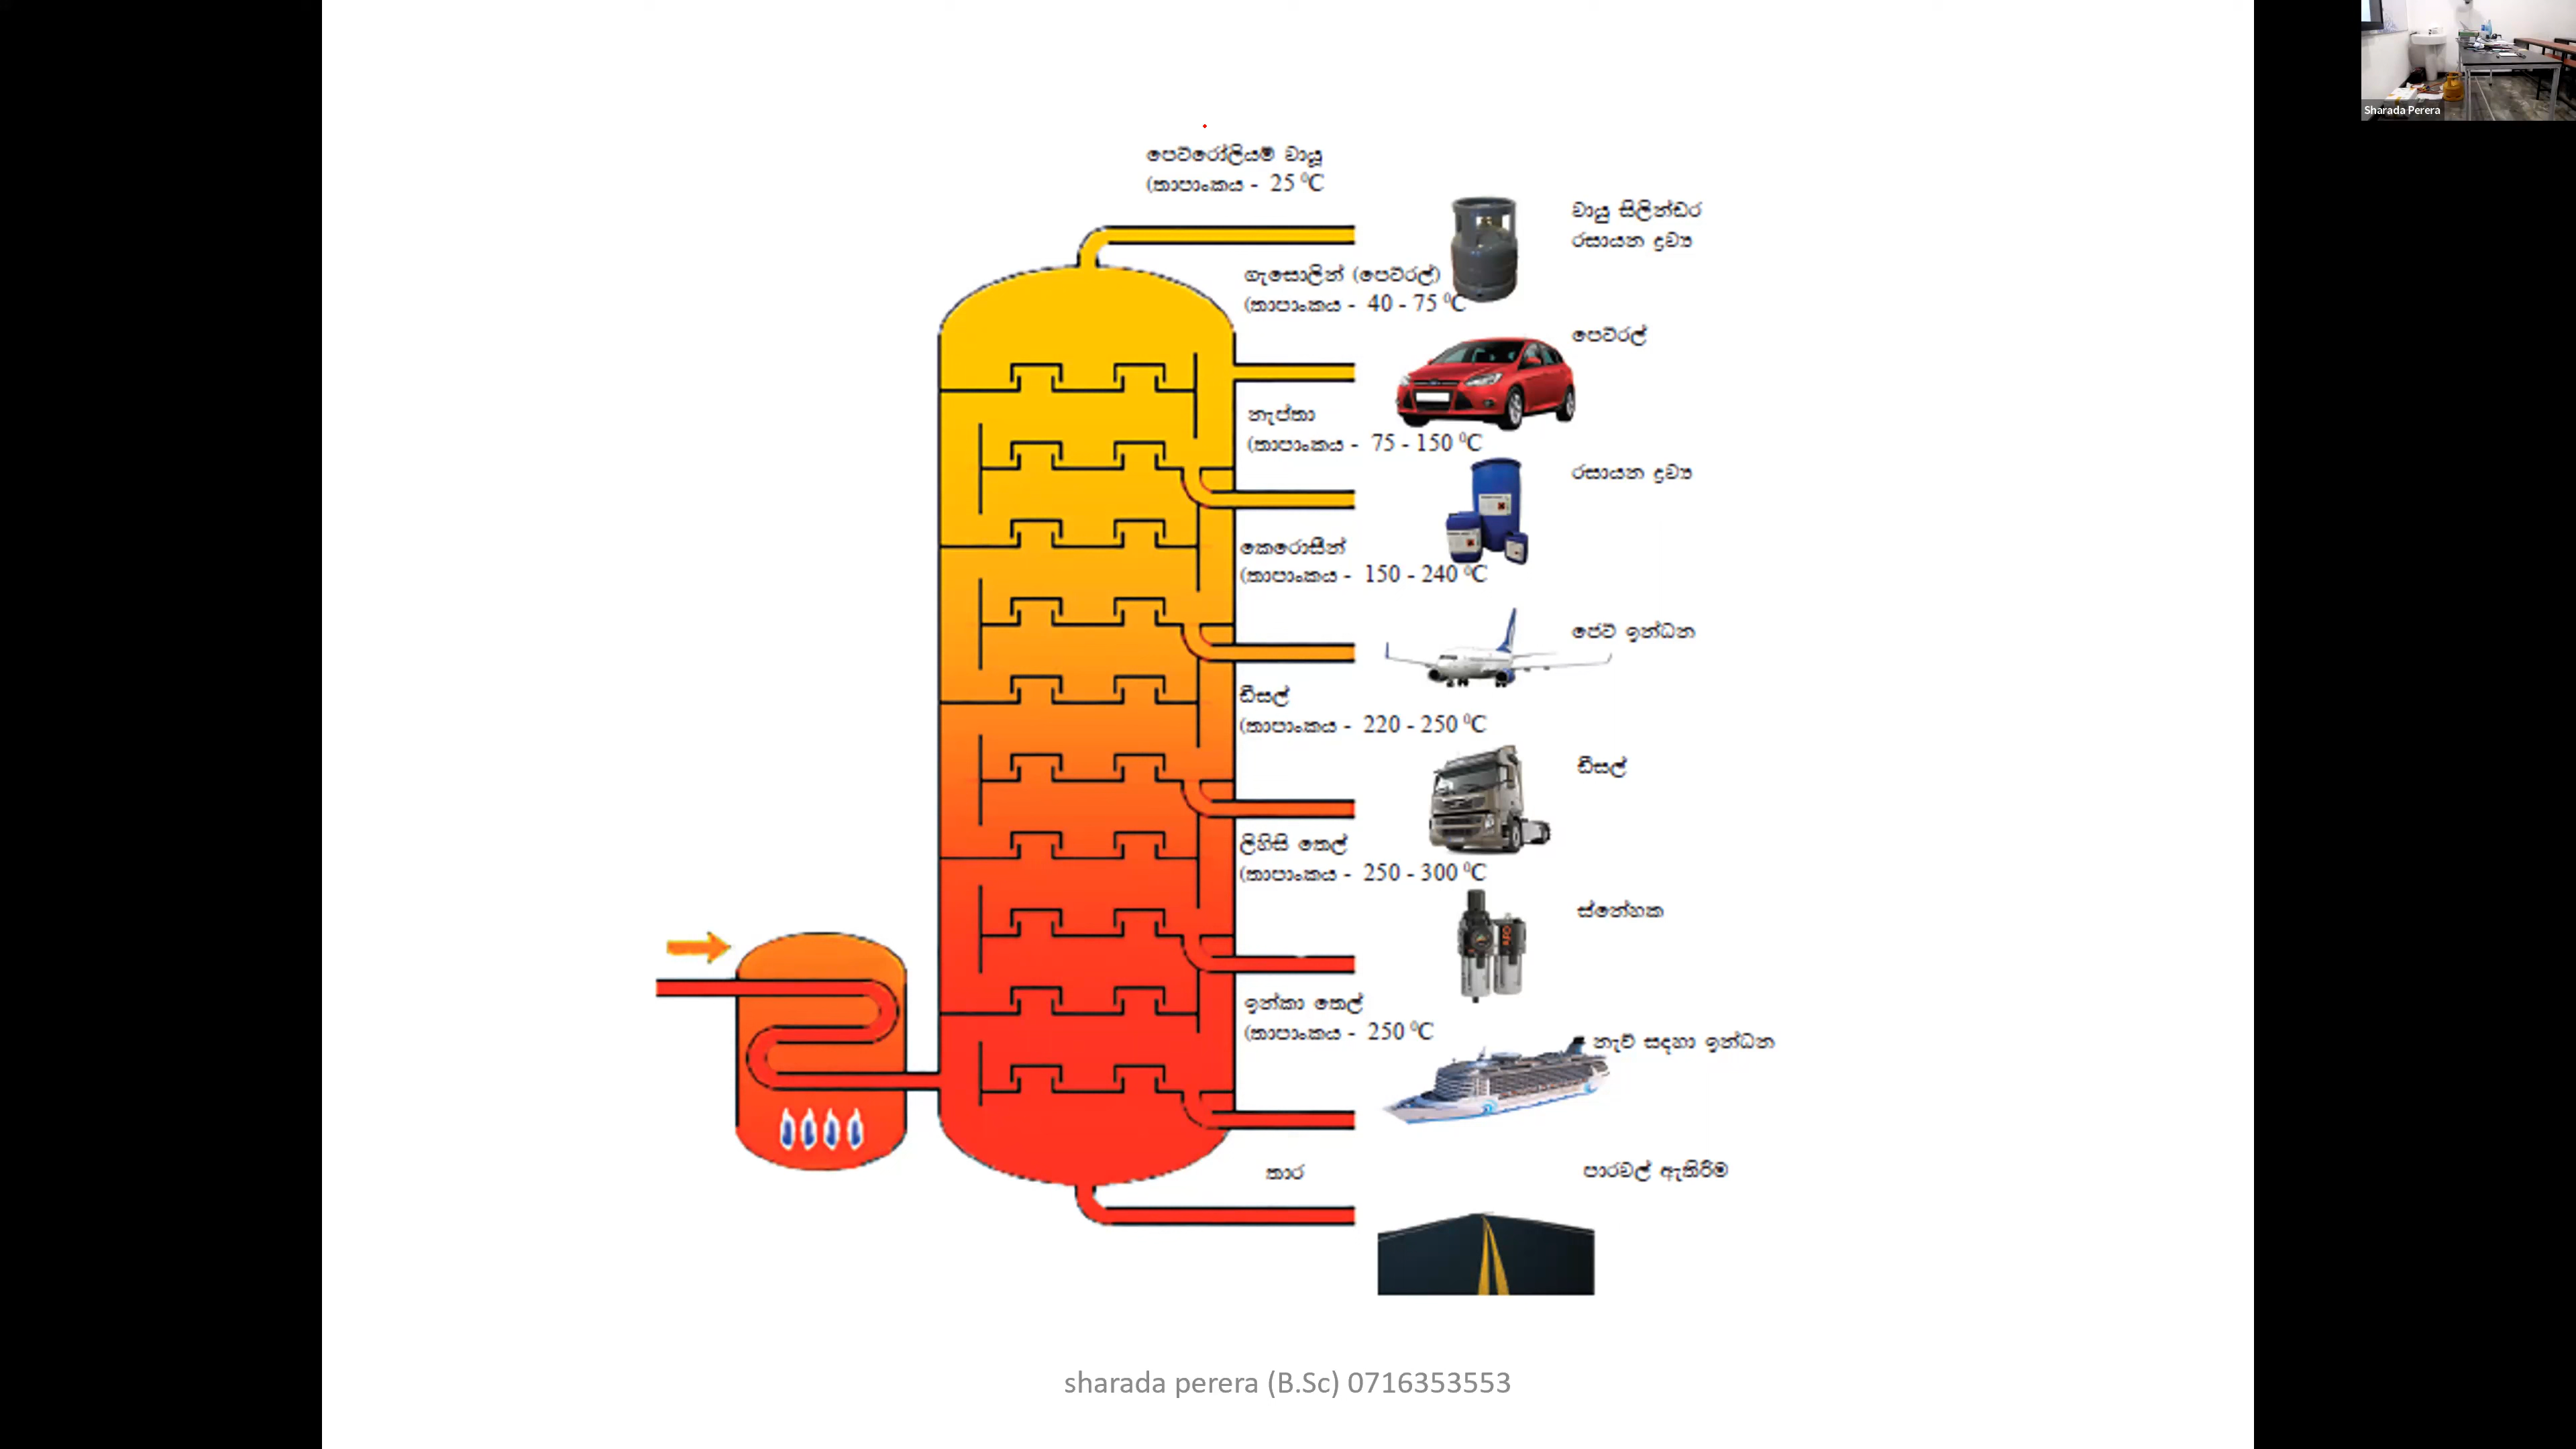 Sharada Perera
පෙට්රෝලියම් වායූ
(තාපාංකය - 25 ⁰C
වායු සිලින්ඩර
රසායන ද්‍රව්‍ය
ගැසොලින් (පෙට්රල්)
(තාපාංකය - 40 - 75 ⁰C
පෙට්රල්
නැප්තා
(තාපාංකය - 75 - 150 ⁰C
රසායන ද්‍රව්‍ය
කෙරොසීන්
(තාපාංකය - 150 - 240 ⁰C
ජෙට් ඉන්ධන
ඩීසල්
(තාපාංකය - 220 - 250 ⁰C
ඩීසල්
ලිහිසි තෙල්
(තාපාංකය - 250 - 300 ⁰C
ස්නේහක
ඉන්කා තෙල්
(තාපාංකය - 250 ⁰C
නැව් සඳහා ඉන්ධන
තාර
පාරවල් ඇතිරිම
sharada perera (B.Sc) 0716353553